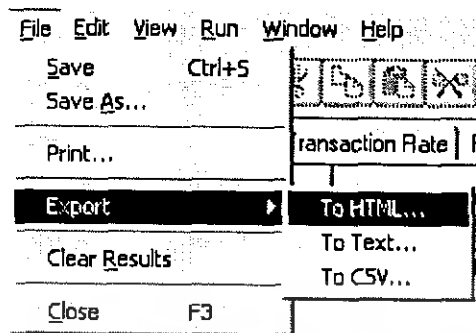 File Edit View Run Window Help
Save Ctrl+S
Save As...
Print...
ransaction Rate
Export
To HTML...
To Text...
Clear Results
To CSV...
Close F3